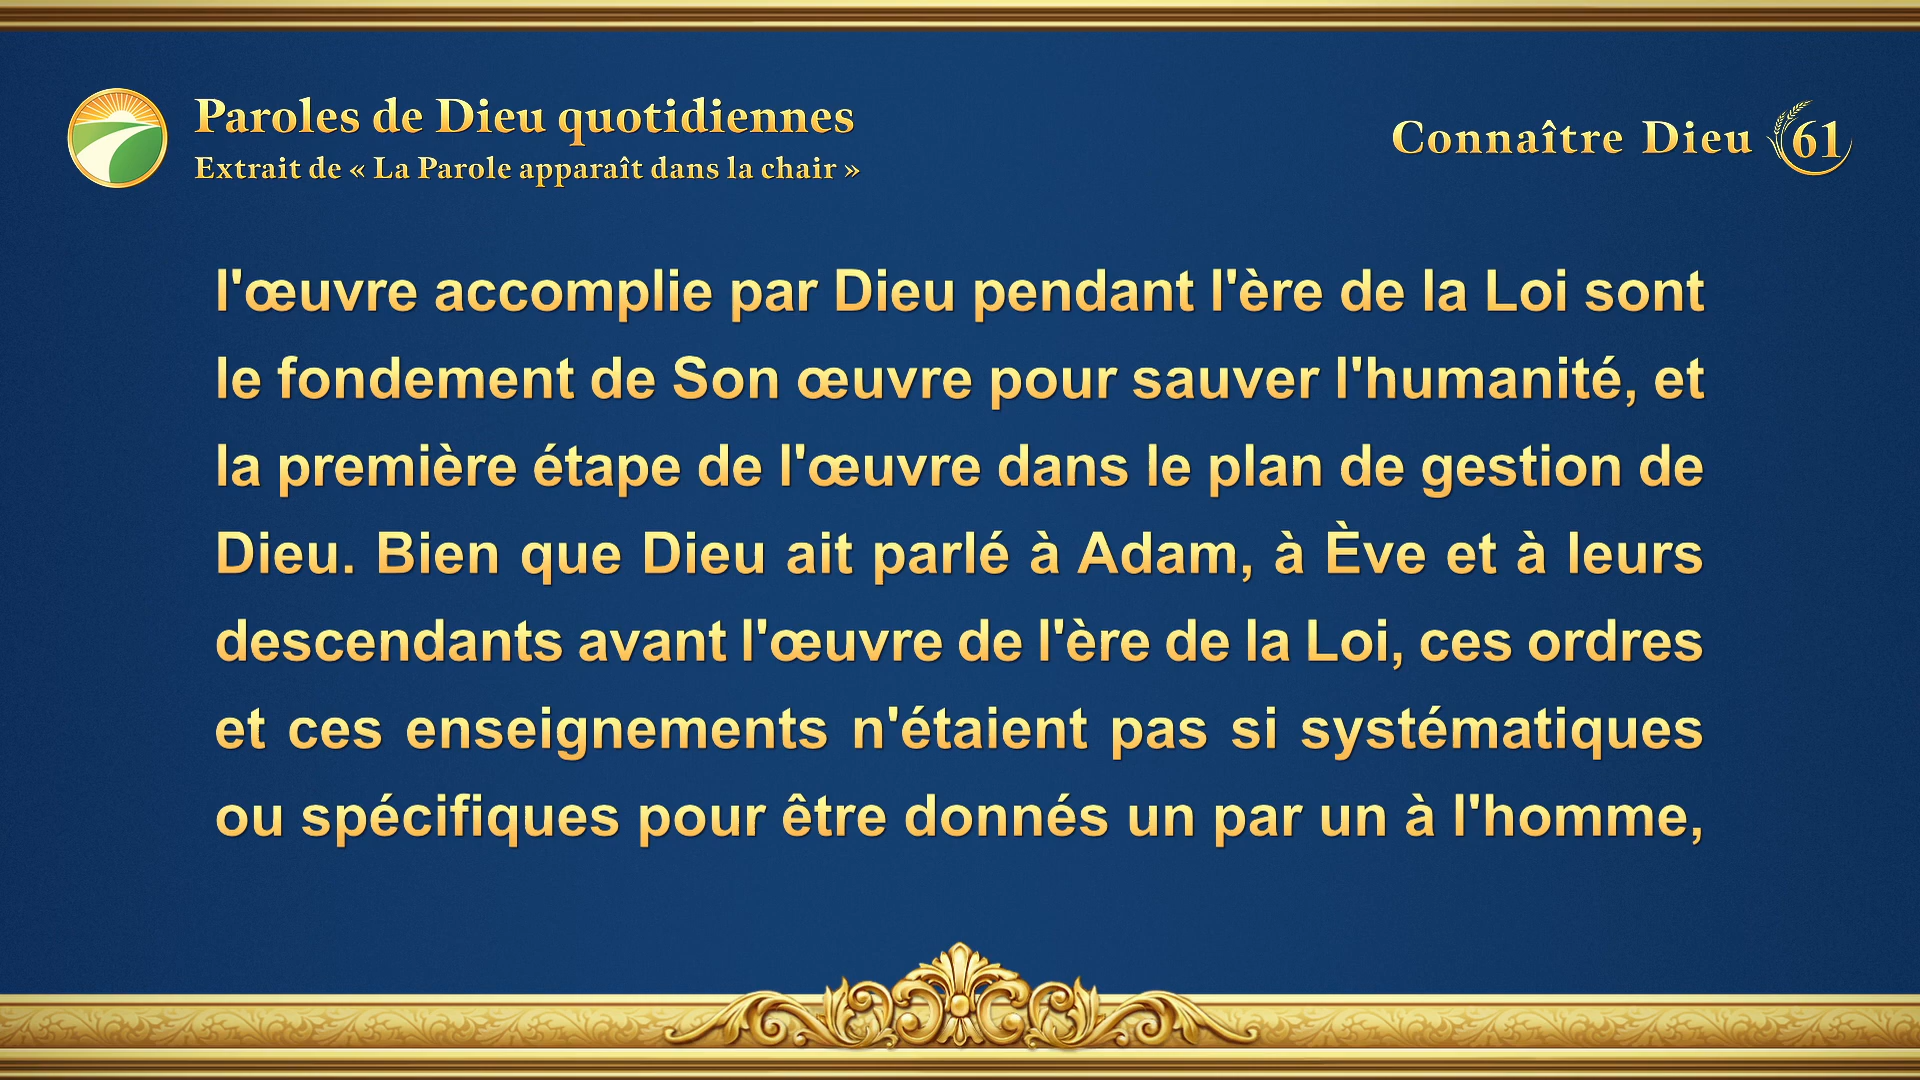 Paroles de Dieu quotidiennes
Extrait de « La Parole apparaît dans la chair »
Connaître Dieu 61
l'œuvre accomplie par Dieu pendant l'ère de la Loi sont
le fondement de Son œuvre pour sauver l'humanité, et
la première étape de l'œuvre dans le plan de gestion de
Dieu. Bien que Dieu ait parlé à Adam, à Ève et à leurs
descendants avant l'œuvre de l'ère de la Loi, ces ordres
et ces enseignements n'étaient pas si systématiques
ou spécifiques pour être donnés un par un à l'homme,